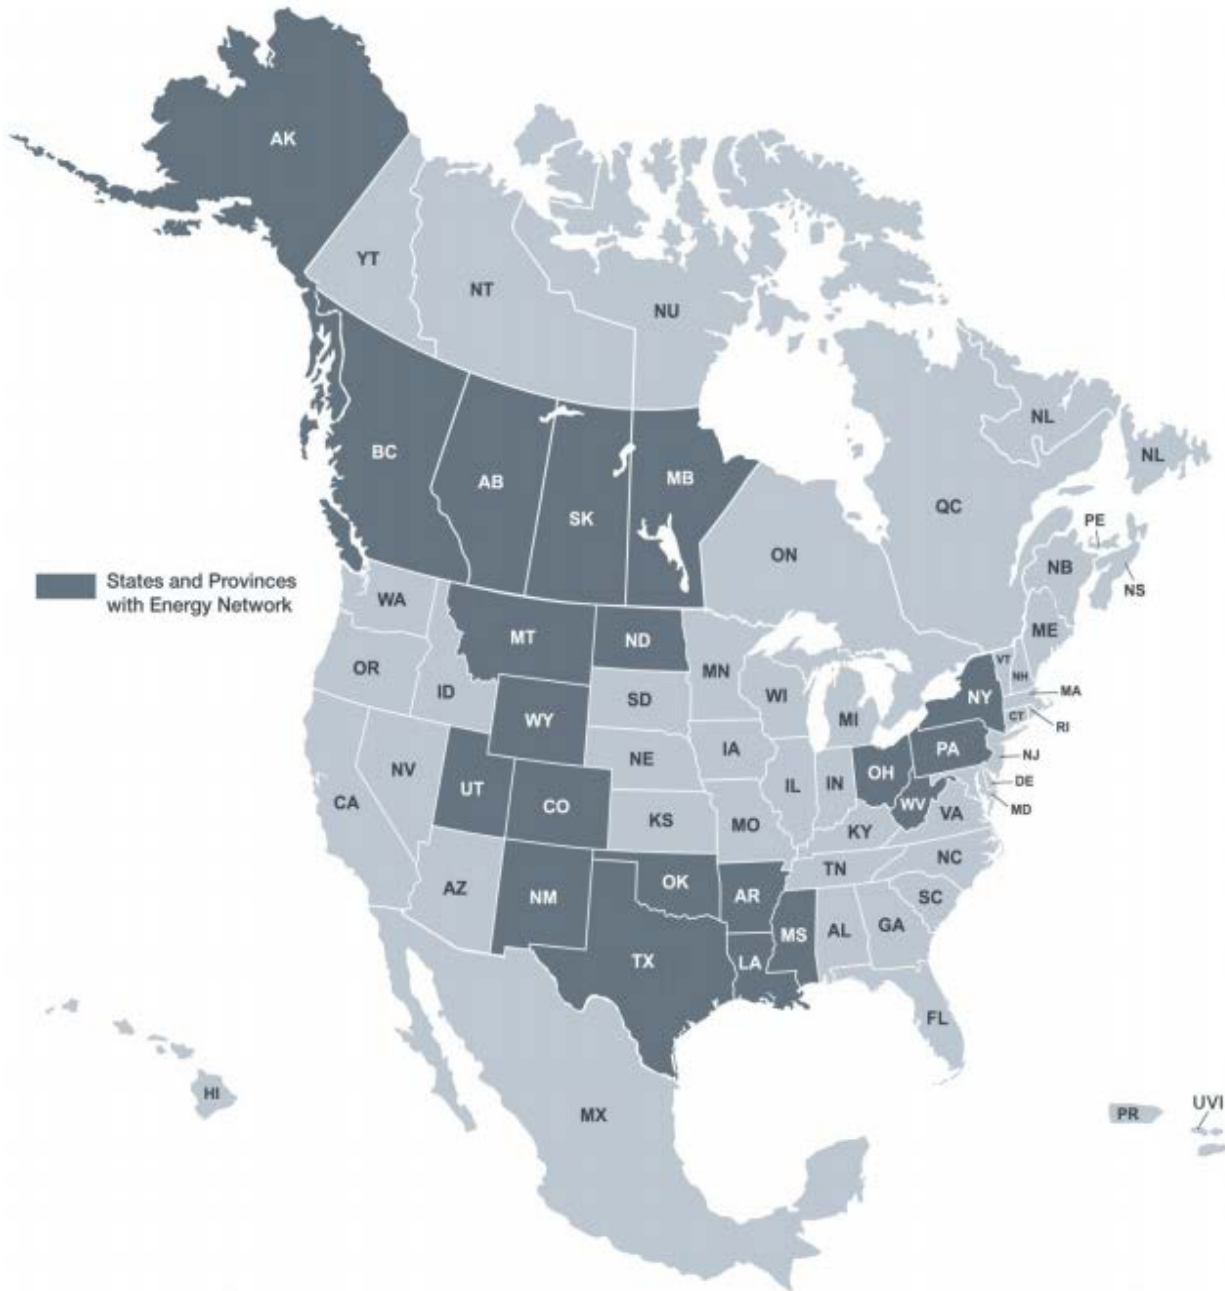 AK
YT
NT
NU
NL
NL
BC
AB
SK
MB
QC
PE
ON
NB
NS
States and Provinces
with Energy Network
WA
MT
ND
ME
OR
ID
MN
VT
NH
SD
WI
MI
NY
MA
WY
CT
RI
NE
IA
PA
NJ
NV
UT
CO
IL
IN
OH
DE
CA
KS
MO
WV
MD
KY
VA
AZ
NM
OK
AR
TN
NC
SC
TX
LA
MS
AL
GA
FL
HI
MX
PR
UVI